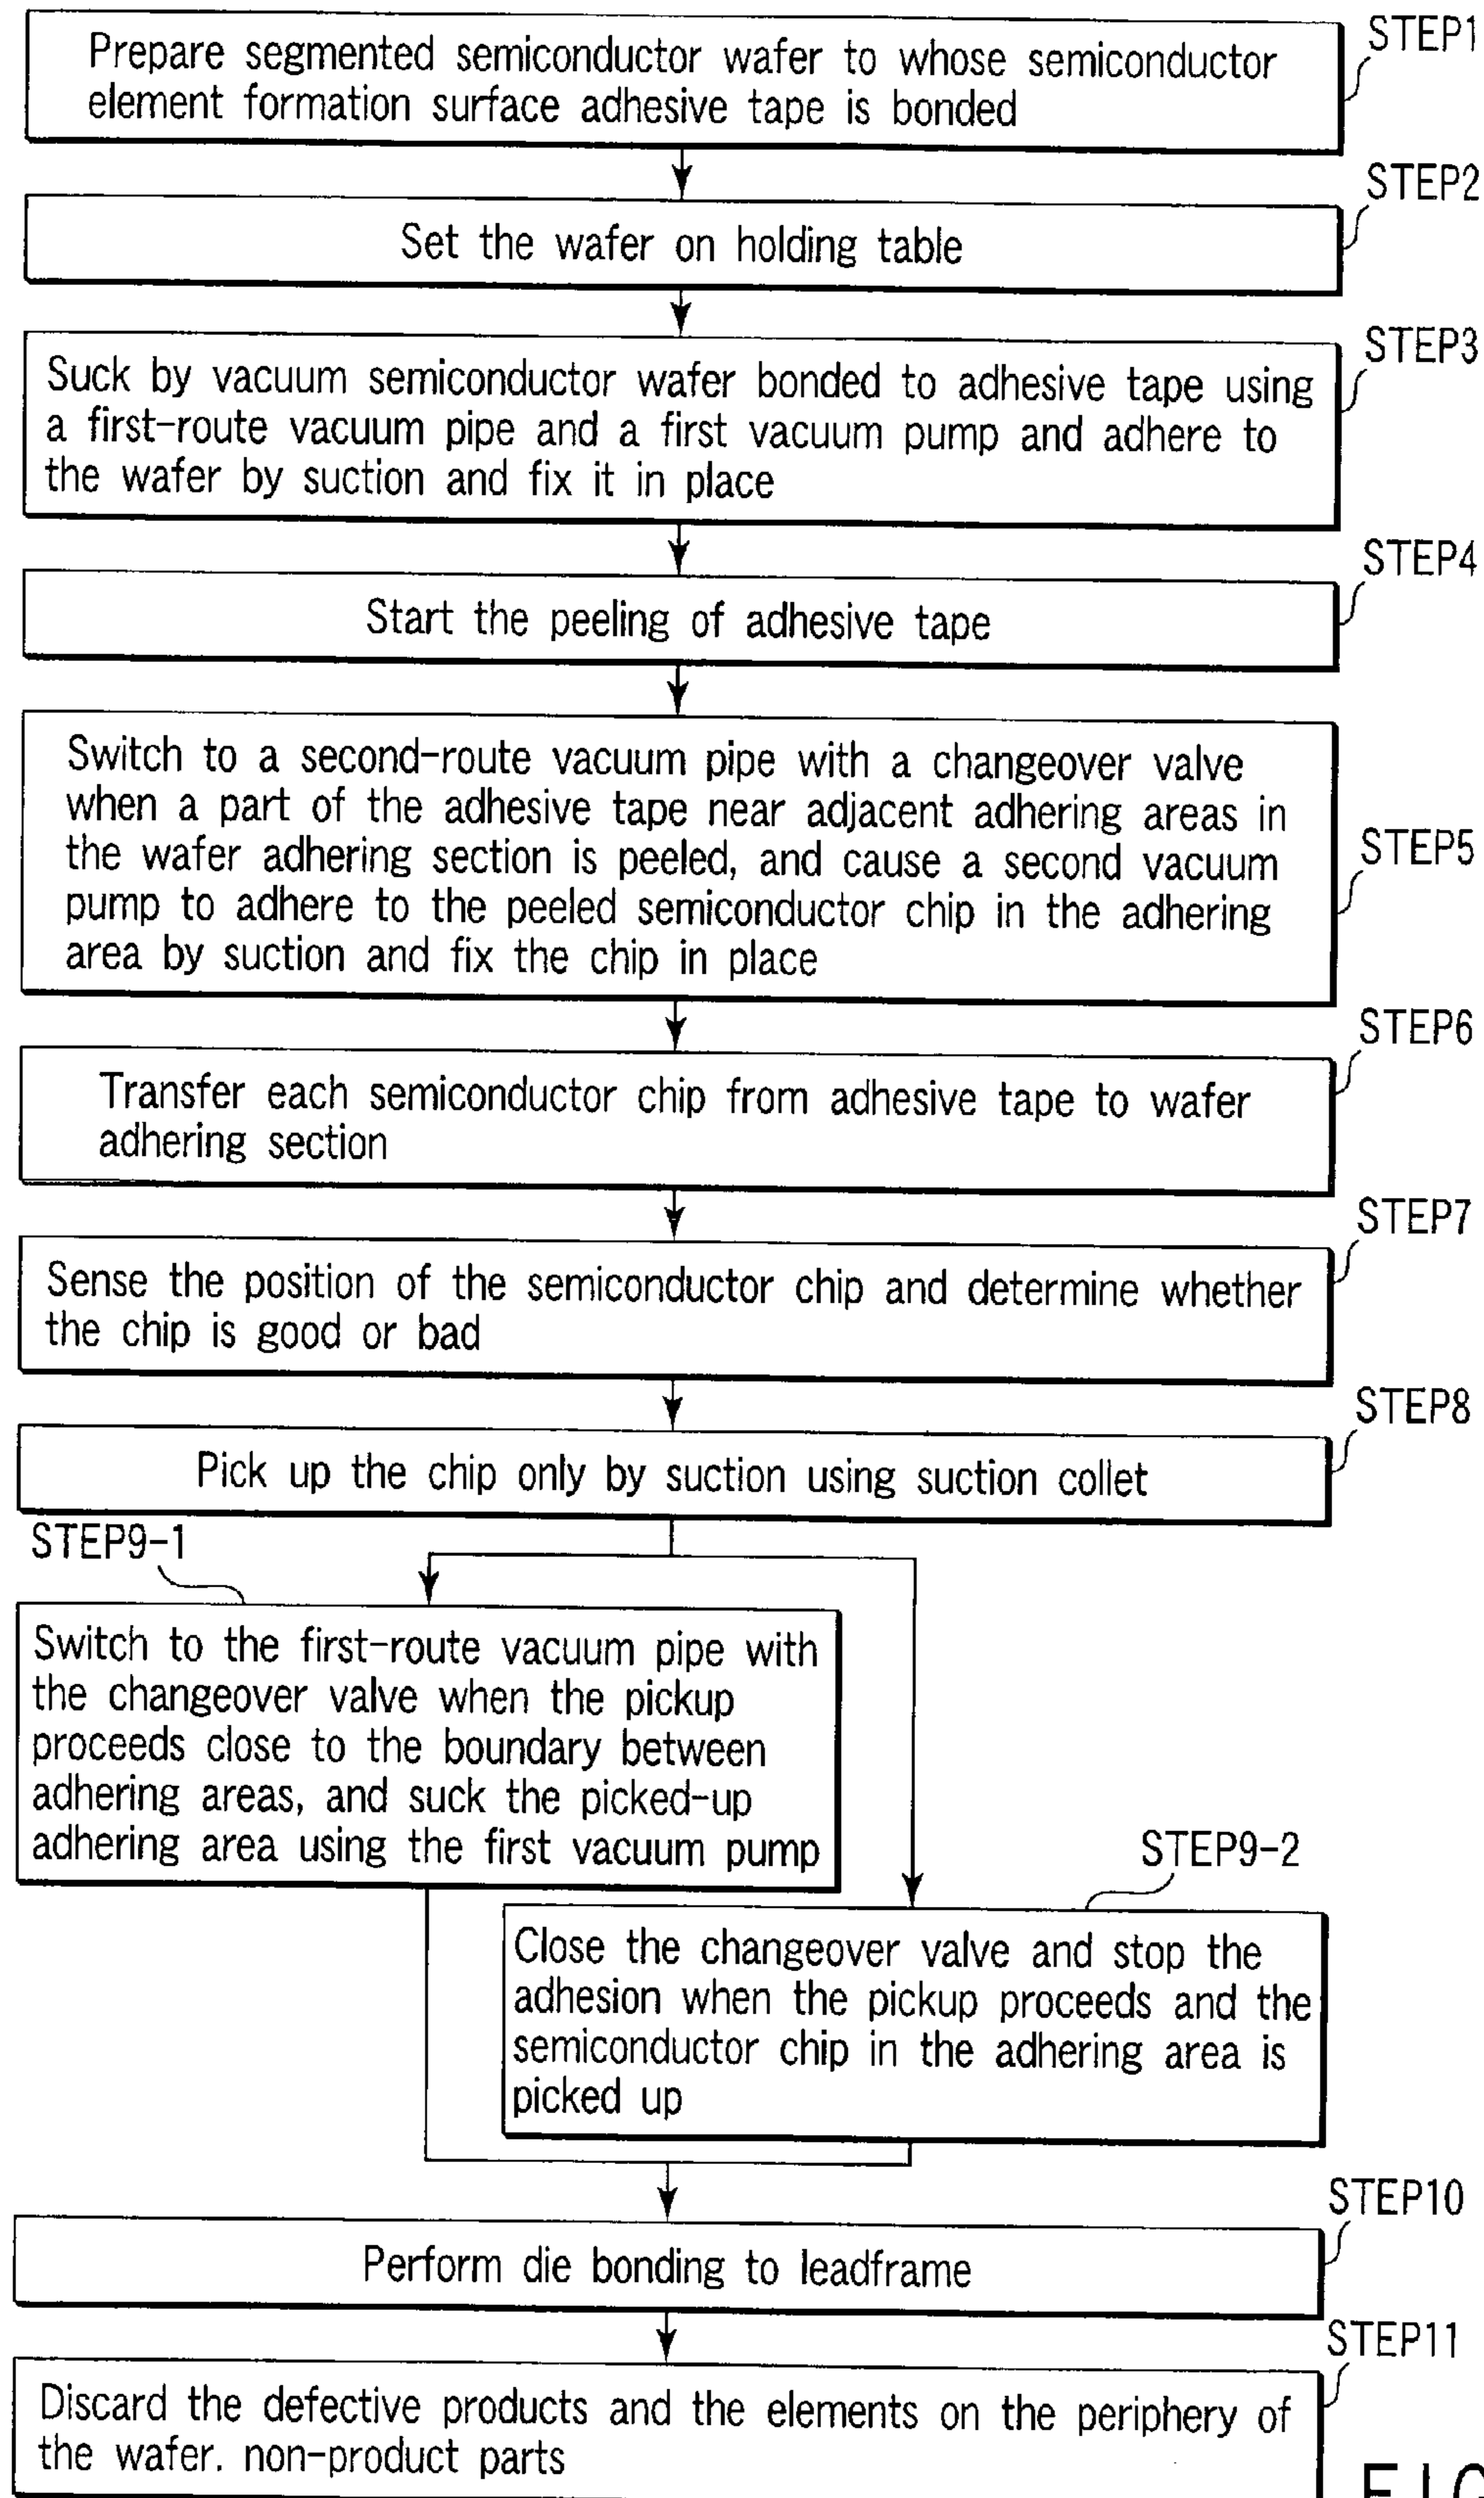 STEP1
Prepare segmented semiconductor wafer to whose semiconductor
element formation surface adhesive tape is bonded
STEP2
Set the wafer on holding table
STEP3
Suck by vacuum semiconductor wafer bonded to adhesive tape using
a first-route vacuum pipe and a first vacuum pump and adhere to
the wafer by suction and fix it in place
STEP4
Start the peeling of adhesive tape
Switch to a second-route vacuum pipe with a changeover valve
when a part of the adhesive tape near adjacent adhering areas in
the wafer adhering section is peeled, and cause a second vacuum
pump to adhere to the peeled semiconductor chip in the adhering
area by suction and fix the chip in place
STEP5
STEP6
Transfer each semiconductor chip from adhesive tape to wafer
adhering section
STEP7
Sense the position of the semiconductor chip and determine whether
the chip is good or bad
STEP8
Pick up the chip only by suction using suction collet
STEP9-1
Switch to the first-route vacuum pipe with
the changeover valve when the pickup
proceeds close to the boundary between
adhering areas, and suck the picked-up
adhering area using the first vacuum pump
STEP9-2
Close the changeover valve and stop the
adhesion when the pickup proceeds and the
semiconductor chip in the adhering area is
picked up
STEP10
Perform die bonding to leadframe
STEP11
Discard the defective products and the elements on the periphery of
the wafer. non-product parts